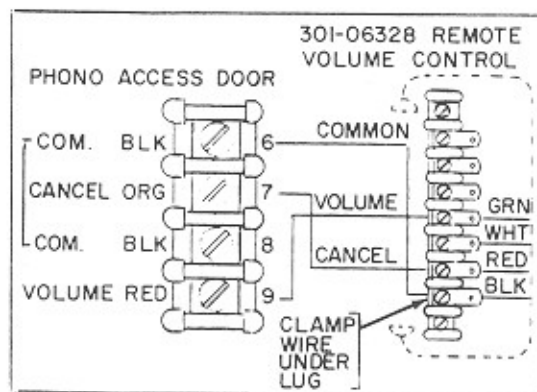 301-06328 REMOTE
VOLUME CONTROL
PHONO ACCESS DOOR
COM. BLK 6 COMMON
CANCEL ORG 7 VOLUME GRN
WHT
COM. BLK 8 CANCEL RED
VOLUME RED 9 BLK
CLAMP
WIRE
UNDER
LUG